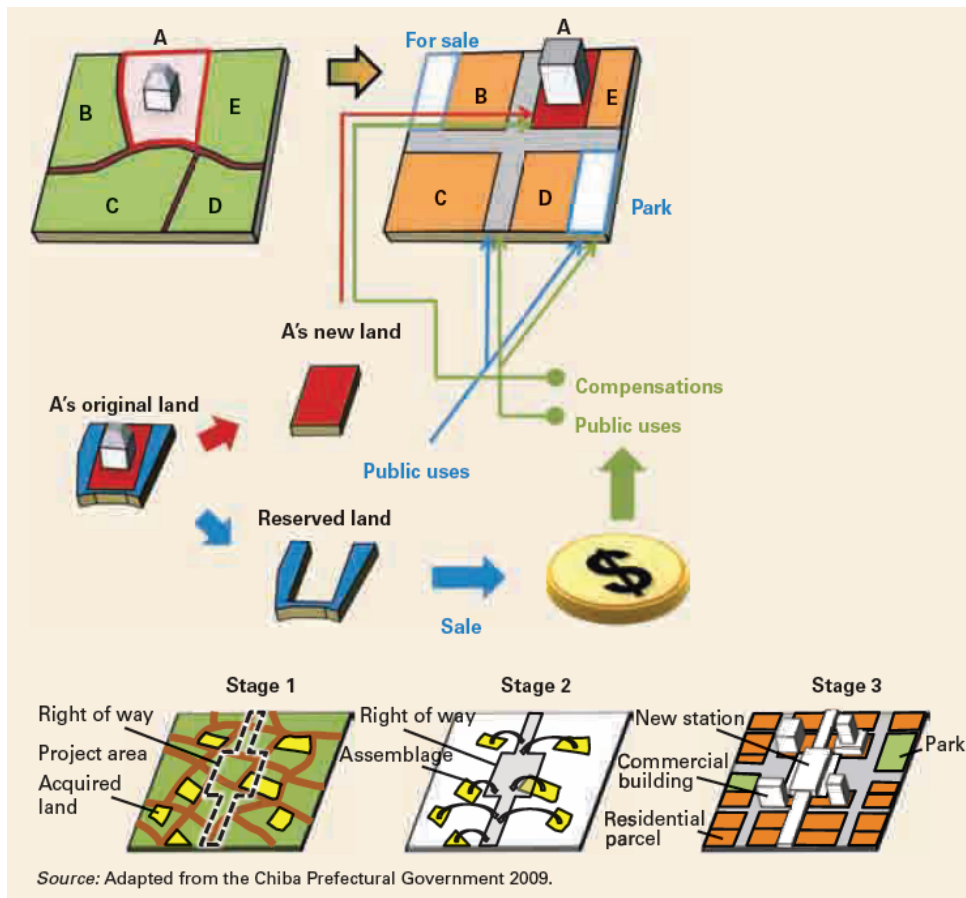 A
B
E
C
D
For sale
A
B
E
C
D
Park
A's new land
A's original land
Compensations
Public uses
Public uses
Reserved land
$
Sale
Stage 1
Right of way
Project area
Acquired
land
Stage 2
Right of way
Assemblage
Stage 3
New station
Park
Commercial
building
Residential
parcel
Source: Adapted from the Chiba Prefectural Government 2009.